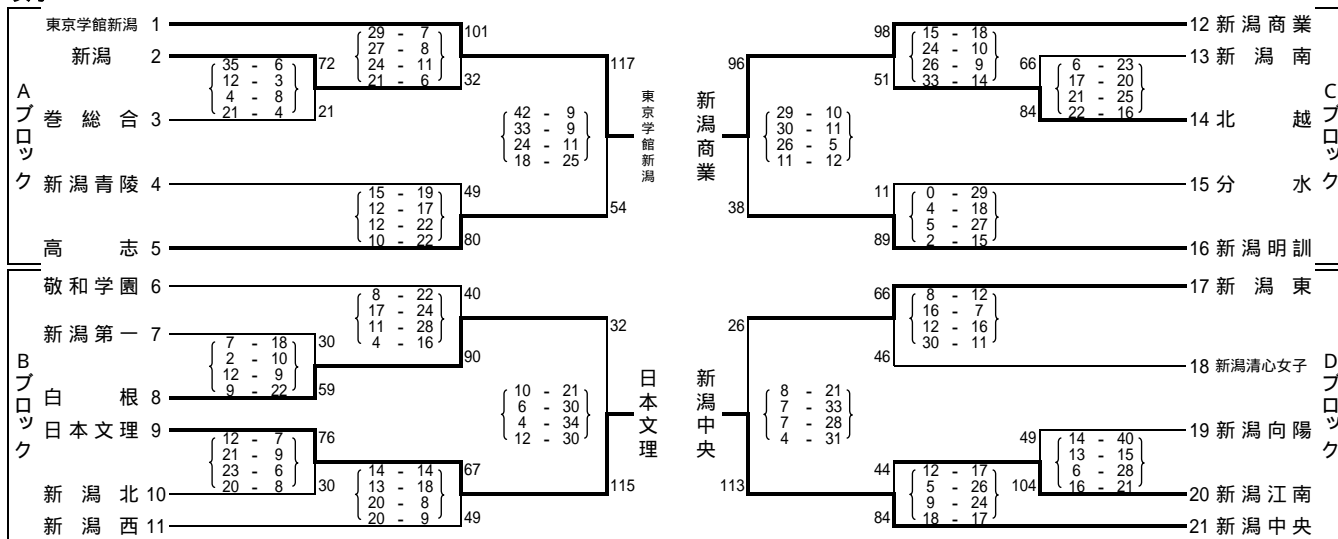 Aブロック
東京学館新潟 1
新潟 2
巻総合 3
新潟青陵 4
高志 5
35 - 6
12 - 3
4 - 8
21 - 4
72
21
29 - 7
27 - 8
24 - 11
21 - 6
101
32
15 - 19
12 - 17
12 - 22
10 - 22
49
80
42 - 9
33 - 9
24 - 11
18 - 25
117
54
東京学館新潟
Bブロック
敬和学園 6
新潟第一 7
白根 8
日本文理 9
新潟北 10
新潟西 11
7 - 18
2 - 10
12 - 9
9 - 22
30
59
8 - 22
17 - 24
11 - 28
4 - 16
40
90
12 - 7
21 - 9
23 - 6
20 - 8
76
30
14 - 14
13 - 18
20 - 8
20 - 9
67
49
10 - 21
6 - 30
4 - 34
12 - 30
32
115
日本文理
Cブロック
12 新潟商業
13 新潟南
14 北越
15 分水
16 新潟明訓
6 - 23
17 - 20
21 - 25
22 - 16
66
84
15 - 18
24 - 10
26 - 9
33 - 14
98
51
0 - 29
4 - 18
5 - 27
2 - 15
11
89
29 - 10
30 - 11
26 - 5
11 - 12
96
38
新潟商業
Dブロック
17 新潟東
18 新潟清心女子
19 新潟向陽
20 新潟江南
21 新潟中央
8 - 12
16 - 7
12 - 16
30 - 11
66
46
14 - 40
13 - 15
6 - 28
16 - 21
49
104
12 - 17
5 - 26
9 - 24
18 - 17
44
84
8 - 21
7 - 33
7 - 28
4 - 31
26
113
新潟中央